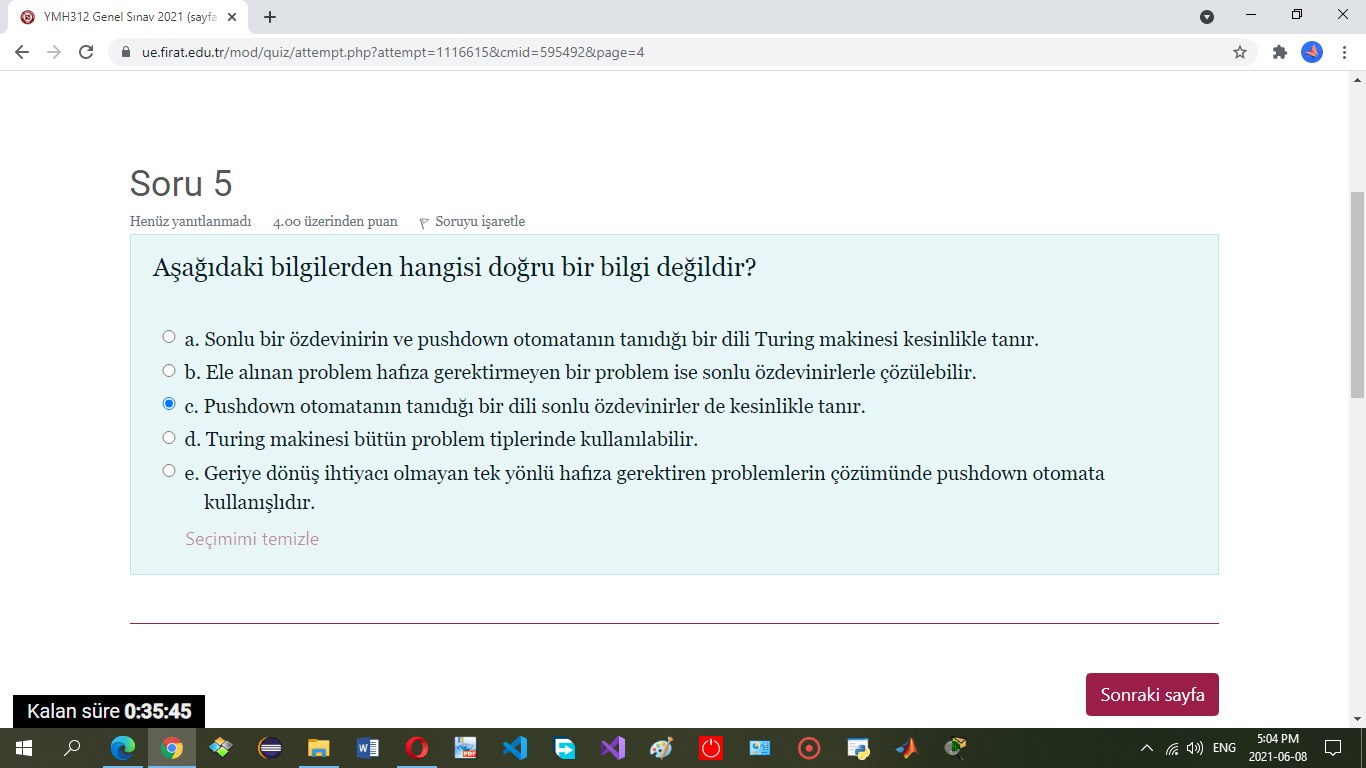 YMH312 Genel Sınav 2021 (sayfa
ue.firat.edu.tr/mod/quiz/attempt.php?attempt=1116615&cmid=595492&page=4
Soru 5
Henüz yanıtlanmadı 4.00 üzerinden puan Soruyu işaretle
Aşağıdaki bilgilerden hangisi doğru bir bilgi değildir?
a. Sonlu bir özdevinirin ve pushdown otomatanın tanıdığı bir dili Turing makinesi kesinlikle tanır.
b. Ele alınan problem hafıza gerektirmeyen bir problem ise sonlu özdevinirlerle çözülebilir.
c. Pushdown otomatanın tanıdığı bir dili sonlu özdevinirler de kesinlikle tanır.
d. Turing makinesi bütün problem tiplerinde kullanılabilir.
e. Geriye dönüş ihtiyacı olmayan tek yönlü hafıza gerektiren problemlerin çözümünde pushdown otomata
kullanışlıdır.
Seçimimi temizle
Sonraki sayfa
Kalan süre 0:35:45
ENG
5:04 PM
2021-06-08